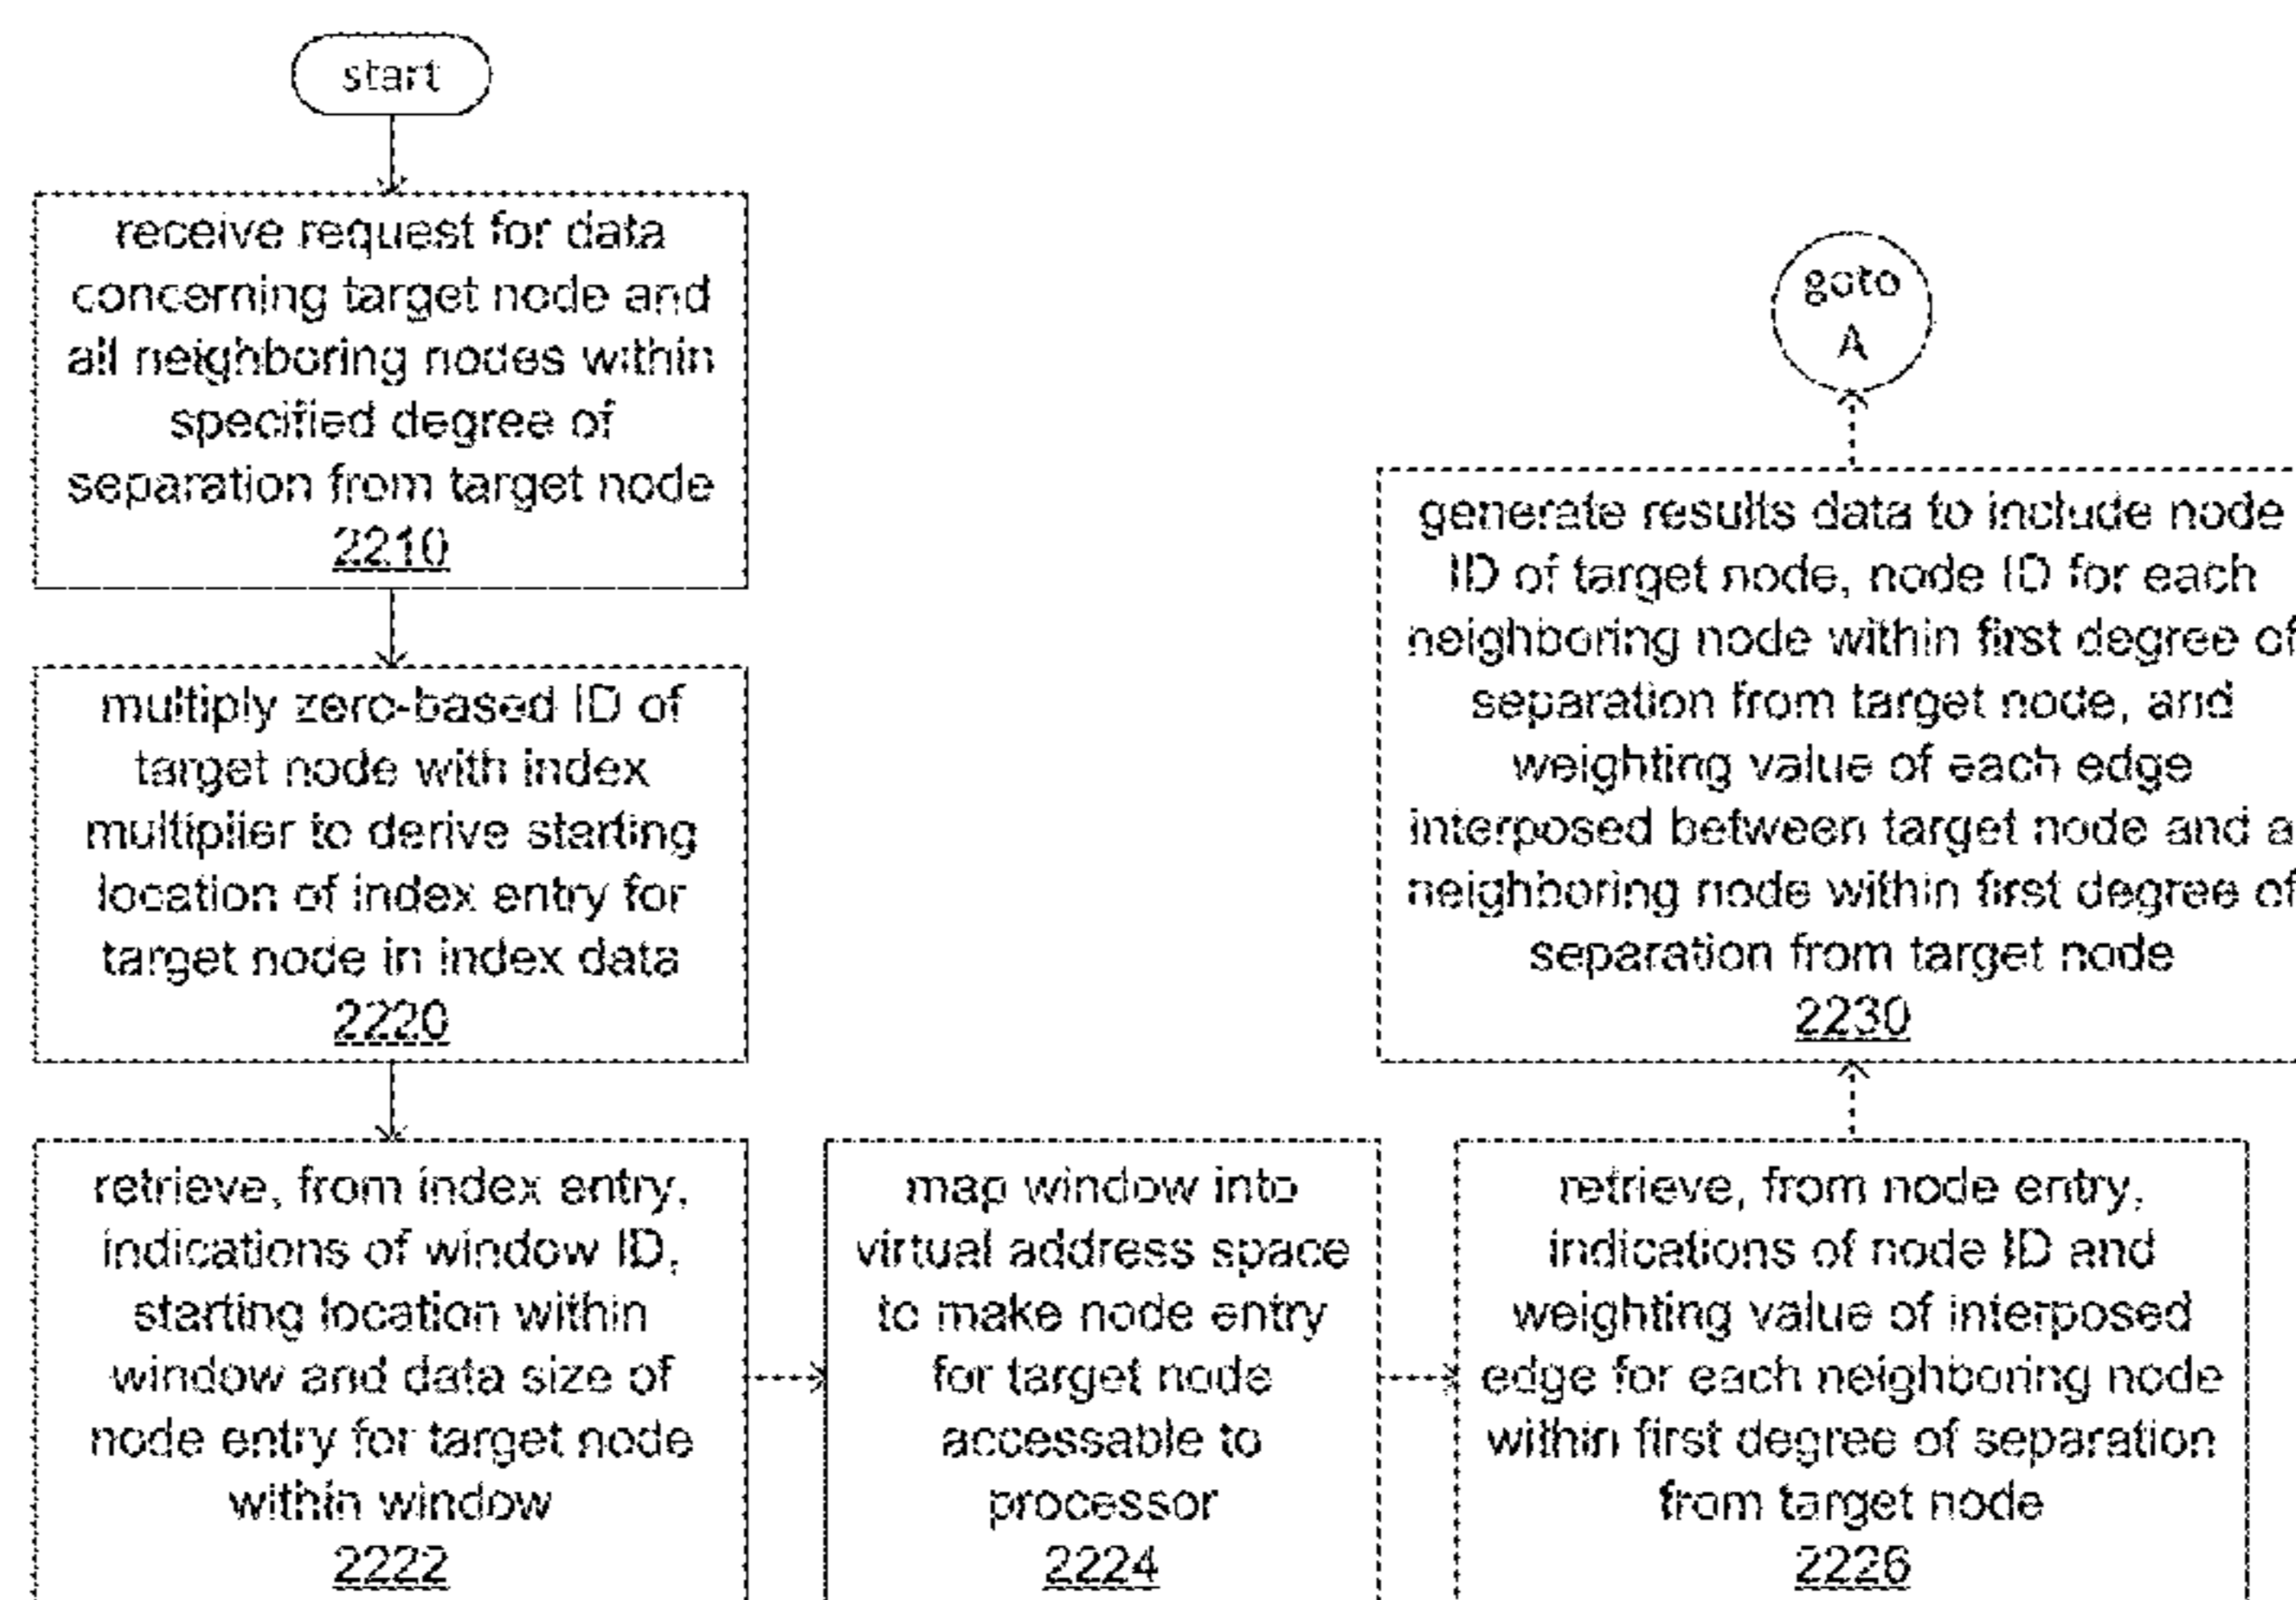 start
receive request for data
concerning target node and
all neighboring nodes within
specified degree of
separation from target node
2210
multiply zero-based ID of
target node with index
multiplier to derive starting
location of index entry for
target node in index data
2220
retrieve, from index entry,
indications of window ID,
starting location within
window and data size of
node entry for target node
within window
2222
map window into
virtual address space
to make node entry
for target node
accessable to
processor
2224
retrieve, from node entry,
indications of node ID and
weighting value of interposed
edge for each neighboring node
within first degree of separation
from target node
2226
generate results data to include node
ID of target node, node ID for each
neighboring node within first degree of
separation from target node, and
weighting value of each edge
interposed between target node and a
neighboring node within first degree of
separation from target node
2230
goto
A